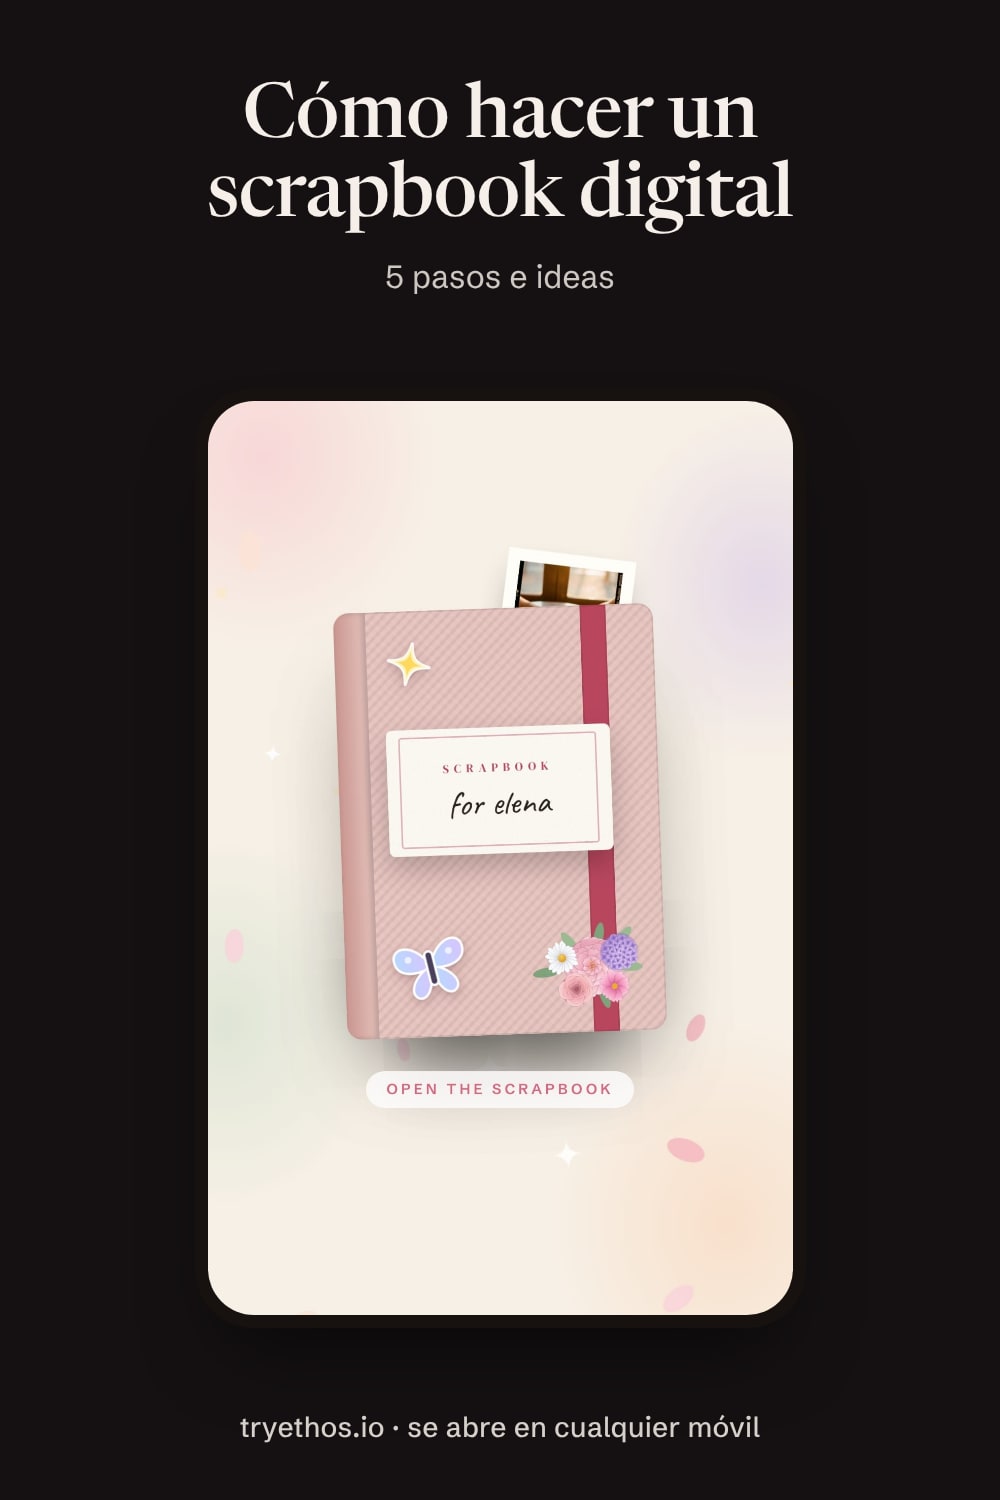 Cómo hacer un
scrapbook digital
5 pasos e ideas
SCRAPBOOK
for elena
OPEN THE SCRAPBOOK
tryethos.io · se abre en cualquier móvil